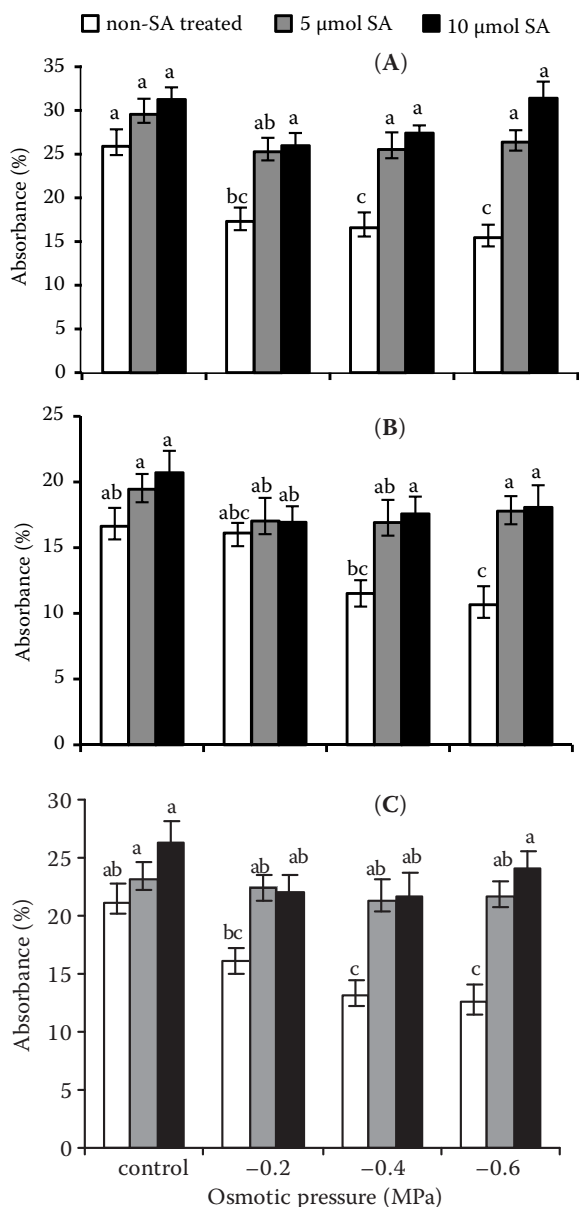 non-SA treated 5 µmol SA 10 µmol SA
(A)
Absorbance (%)
35
30
25
20
15
10
5
0
a a a
bc ab a
c a a
c a a
(B)
Absorbance (%)
25
20
15
10
5
0
ab a a
abc ab ab
bc ab a
c a a
(C)
Absorbance (%)
30
25
20
15
10
5
0
ab a a
bc ab ab
c ab ab
c ab a
control −0.2 −0.4 −0.6
Osmotic pressure (MPa)